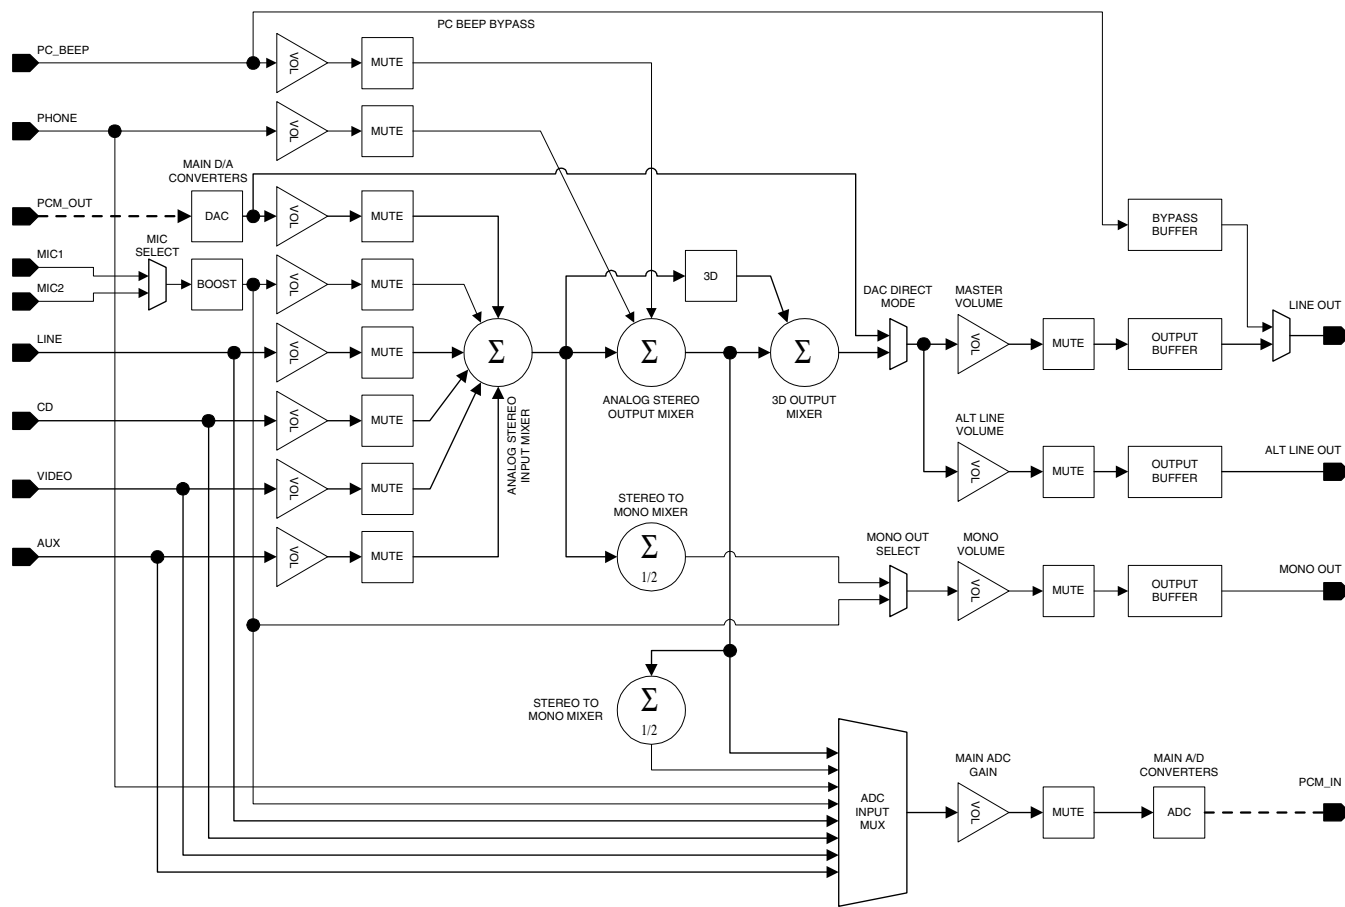 PC BEEP BYPASS
PC_BEEP
VOL
MUTE
PHONE
VOL
MUTE
MAIN D/A
CONVERTERS
PCM_OUT
DAC
VOL
MUTE
BYPASS
BUFFER
MIC
SELECT
MIC1
MIC2
BOOST
VOL
MUTE
3D
DAC DIRECT
MODE
MASTER
VOLUME
LINE OUT
LINE
VOL
MUTE
Σ
Σ
Σ
VOL
MUTE
OUTPUT
BUFFER
ANALOG STEREO
INPUT MIXER
ANALOG STEREO
OUTPUT MIXER
3D OUTPUT
MIXER
CD
VOL
MUTE
ALT LINE
VOLUME
VOL
MUTE
OUTPUT
BUFFER
ALT LINE OUT
VIDEO
VOL
MUTE
STEREO TO
MONO MIXER
Σ
1/2
AUX
VOL
MUTE
MONO OUT
SELECT
MONO
VOLUME
VOL
MUTE
OUTPUT
BUFFER
MONO OUT
STEREO TO
MONO MIXER
Σ
1/2
ADC
INPUT
MUX
MAIN ADC
GAIN
VOL
MUTE
MAIN A/D
CONVERTERS
ADC
PCM_IN